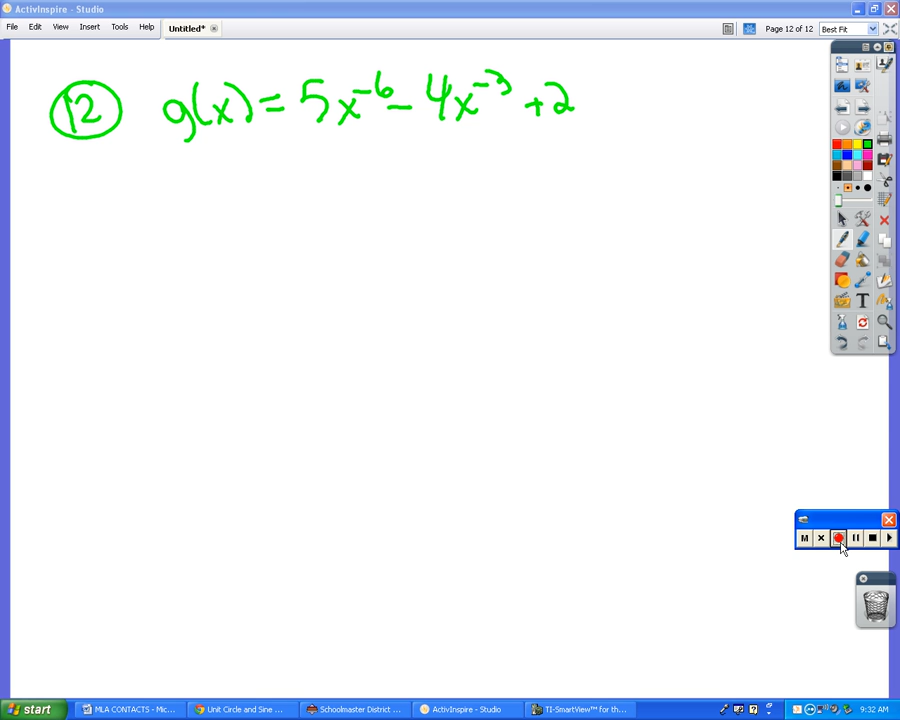 ActivInspire - Studio
File Edit View Insert Tools Help Untitled* Page 12 of 12 Best Fit
12 g(x) = 5x⁻⁶ - 4x⁻³ + 2
M
start MLA CONTACTS - Mic... Unit Circle and Sine ... Schoolmaster District ... ActivInspire - Studio TI-SmartView™ for th... 9:32 AM